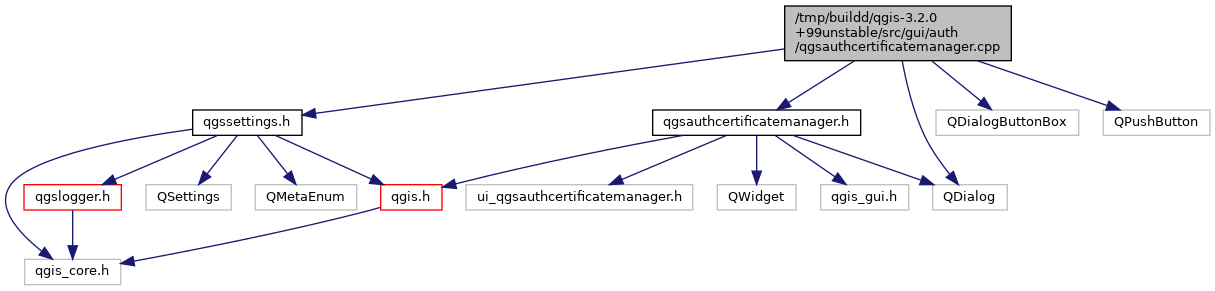 /tmp/buildd/qgis-3.2.0
+99unstable/src/gui/auth
/qgsauthcertificatemanager.cpp
qgssettings.h
qgsauthcertificatemanager.h
QDialogButtonBox
QPushButton
qgslogger.h
QSettings
QMetaEnum
qgis.h
ui_qgsauthcertificatemanager.h
QWidget
qgis_gui.h
QDialog
qgis_core.h